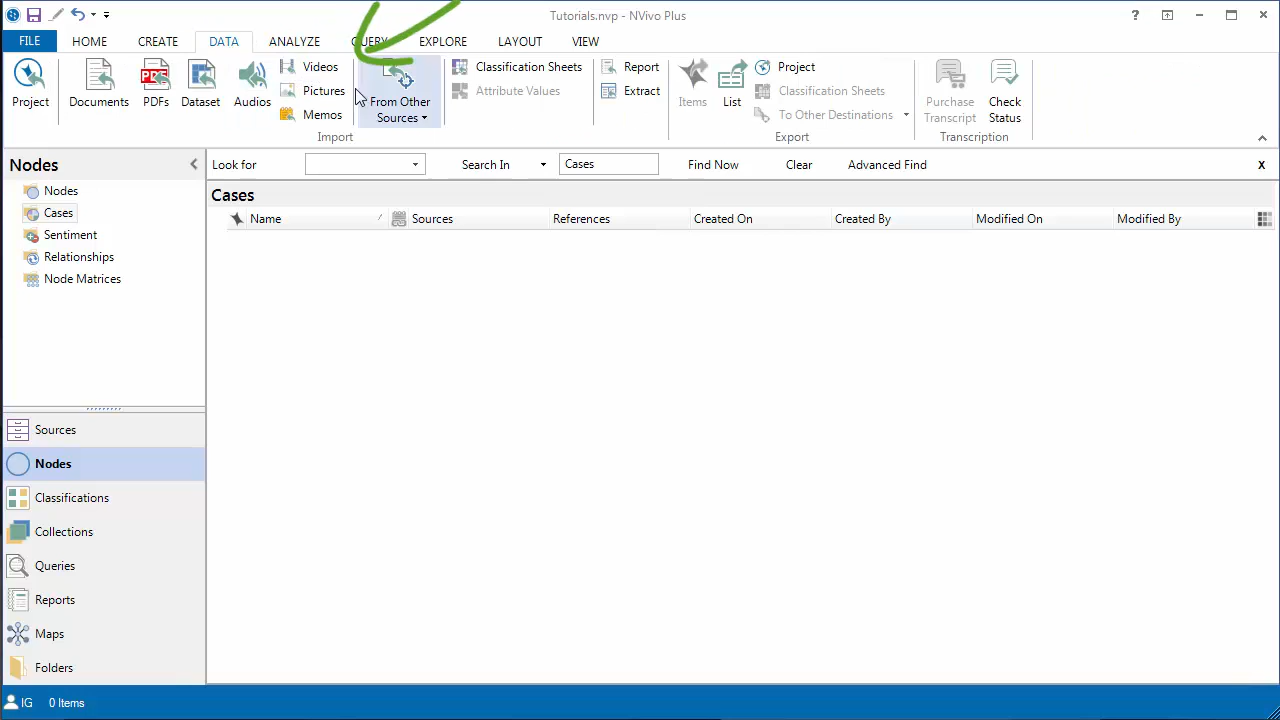 Tutorials.nvp - NVivo Plus
?
FILE HOME CREATE DATA ANALYZE QUERY EXPLORE LAYOUT VIEW
Project
Documents
PDF
PDFs
Dataset
Audios
Videos
Pictures
Memos
From Other
Sources
Import
Classification Sheets
Attribute Values
Report
Extract
Items
List
Project
Classification Sheets
To Other Destinations
Export
Purchase
Transcript
Check
Status
Transcription
Nodes
Nodes
Cases
Sentiment
Relationships
Node Matrices
Sources
Nodes
Classifications
Collections
Queries
Reports
Maps
Folders
Look for Search In Cases Find Now Clear Advanced Find x
Cases
Name Sources References Created On Created By Modified On Modified By
IG 0 Items